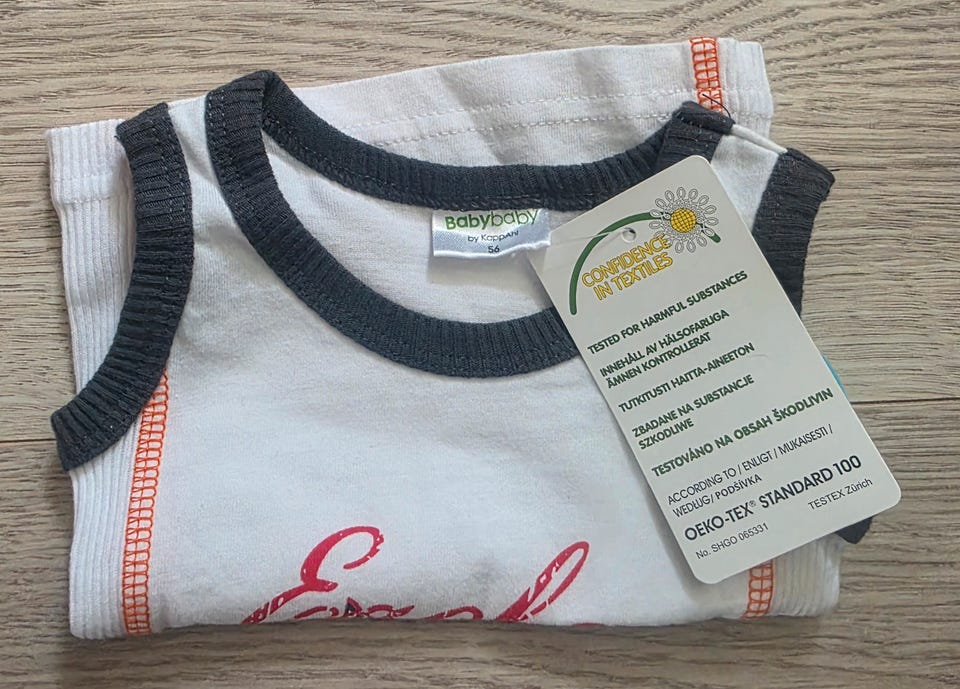 Babybaby
by KappAhl
56
CONFIDENCE
IN TEXTILES
TESTED FOR HARMFUL SUBSTANCES
INNEHÅLL AV HÄLSOFARLIGA
ÄMNEN KONTROLLERAT
TUTKITUSTI HAITTA-AINEETON
ZBADANE NA SUBSTANCJE
SZKODLIWE
TESTOVÁNO NA OBSAH ŠKODLIVIN
ACCORDING TO / ENLIGT / MUKAISESTI /
WEDŁUG / PODŠÍVKA
OEKO-TEX® STANDARD 100
No. SHGO 065331 TESTEX Zürich